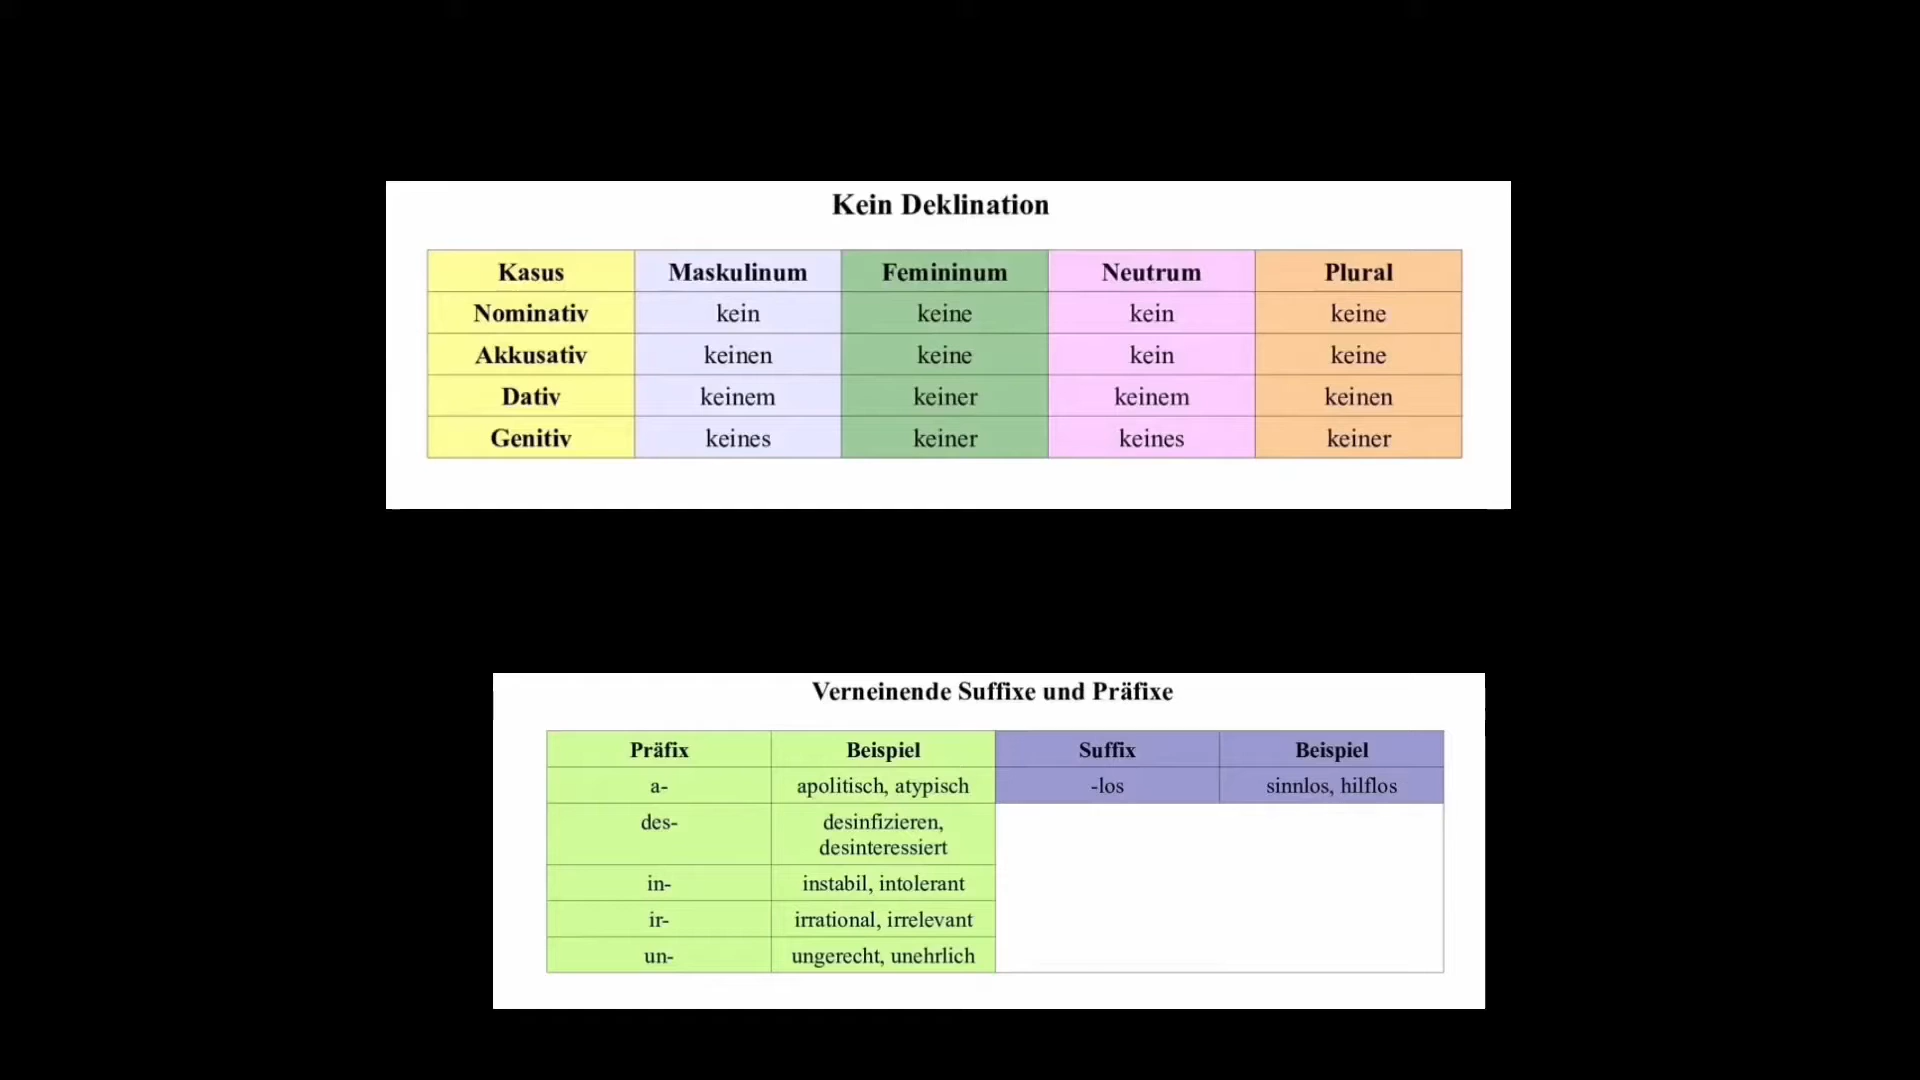 Kein Deklination
Kasus Maskulinum Femininum Neutrum Plural
Nominativ kein keine kein keine
Akkusativ keinen keine kein keine
Dativ keinem keiner keinem keinen
Genitiv keines keiner keines keiner
Verneinende Suffixe und Präfixe
Präfix Beispiel Suffix Beispiel
a- apolitisch, atypisch -los sinnlos, hilflos
des- desinfizieren,
desinteressiert
in- instabil, intolerant
ir- irrational, irrelevant
un- ungerecht, unehrlich